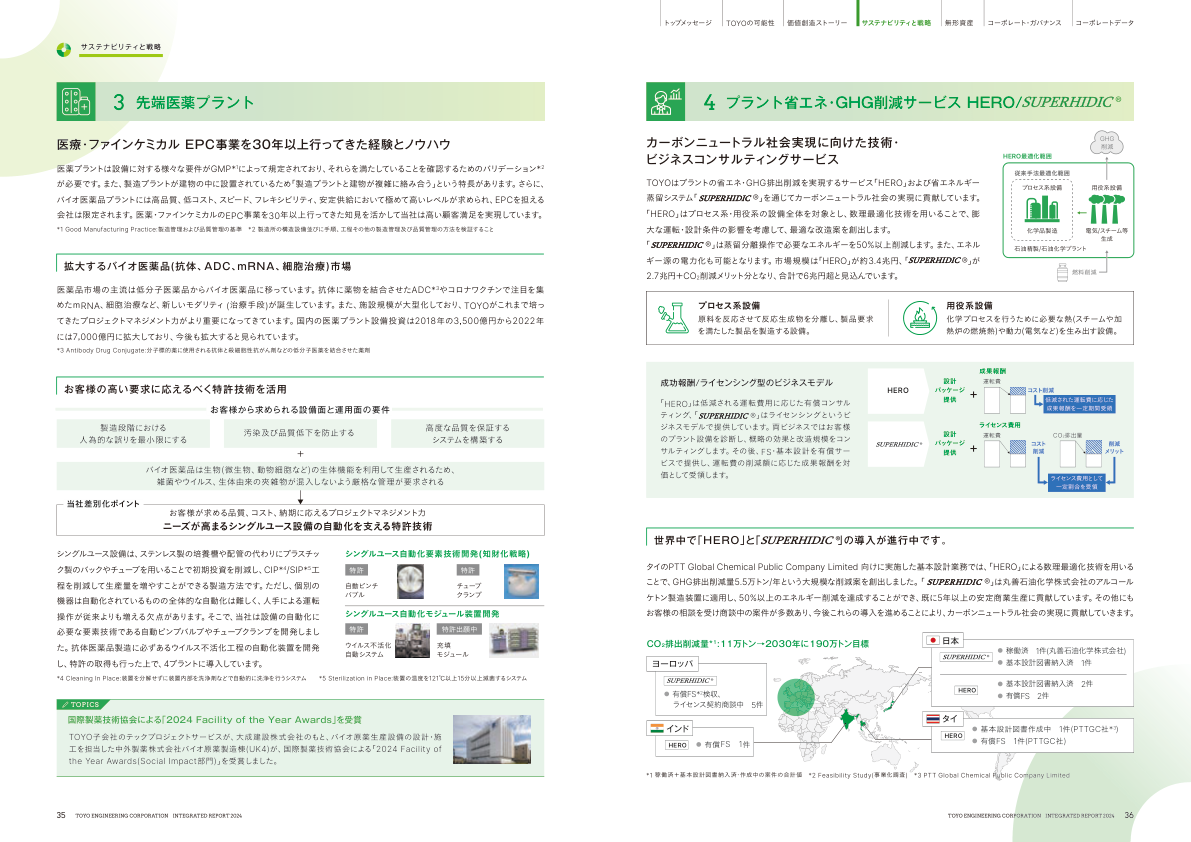 トップメッセージ
TOYOの可能性
価値創造ストーリー
サステナビリティと戦略
無形資産
コーポレート・ガバナンス
コーポレートデータ
サステナビリティと戦略
3 先端医薬プラント
医療・ファインケミカル EPC事業を30年以上行ってきた経験とノウハウ
医薬プラントは設備に対する様々な要件がGMP*1によって規定されており、それらを満たしていることを確認するためのバリデーション*2
が必要です。また、製造プラントが建物の中に設置されているため「製造プラントと建物が複雑に絡み合う」という特長があります。さらに、
バイオ医薬品プラントには高品質、低コスト、スピード、フレキシビリティ、安定供給において極めて高いレベルが求められ、EPCを担える
会社は限定されます。医薬・ファインケミカルのEPC事業を30年以上行ってきた知見を活かして当社は高い顧客満足を実現しています。
*1 Good Manufacturing Practice:製造管理および品質管理の基準 *2 製造所の構造設備並びに手順、工程その他の製造管理及び品質管理の方法を検証すること
拡大するバイオ医薬品(抗体、ADC、mRNA、細胞治療)市場
医薬品市場の主流は低分子医薬品からバイオ医薬品に移っています。抗体に薬物を結合させたADC*3やコロナワクチンで注目を集
めたmRNA、細胞治療など、新しいモダリティ(治療手段)が誕生しています。また、施設規模が大型化しており、TOYOがこれまで培っ
てきたプロジェクトマネジメント力がより重要になってきています。国内の医薬プラント設備投資は2018年の3,500億円から2022年
には7,000億円に拡大しており、今後も拡大すると見られています。
*3 Antibody Drug Conjugate:分子標的薬に使用される抗体と殺細胞性抗がん剤などの低分子医薬を結合させた薬剤
お客様の高い要求に応えるべく特許技術を活用
お客様から求められる設備面と運用面の要件
製造段階における
人為的な誤りを最小限にする
汚染及び品質低下を防止する
高度な品質を保証する
システムを構築する
+
バイオ医薬品は生物(微生物、動物細胞など)の生体機能を利用して生産されるため、
雑菌やウイルス、生体由来の夾雑物が混入しないよう厳格な管理が要求される
当社差別化ポイント
お客様が求める品質、コスト、納期に応えるプロジェクトマネジメント力
ニーズが高まるシングルユース設備の自動化を支える特許技術
シングルユース設備は、ステンレス製の培養機や配管の代わりにプラスチッ
ク製のバックやチューブを用いることで初期投資を削減し、CIP*4/SIP*5工
程を削減して生産量を増やすことができる製造方法です。ただし、個別の
機器は自動化されているものの全体的な自動化は難しく、人手による運転
操作が従来よりも増える欠点があります。そこで、当社は設備の自動化に
必要な要素技術である自動ピンプバルブやチューブクランプを開発しまし
た。抗体医薬品製造に必ずあるウイルス不活化工程の自動化装置を開発
し、特許の取得も行った上で、4プラントに導入しています。
シングルユース自動化要素技術開発(知財化戦略)
特許
自動ピンチ
バブル
特許
チューブ
クランプ
シングルユース自動化モジュール装置開発
特許
ウイルス不活化
自動システム
特許出願中
充填
モジュール
*4 Cleaning In Place:装置を分解せずに装置内部を洗浄剤などで自動的に洗浄を行うシステム *5 Sterilization in Place:装置の温度を121℃以上15分以上滅菌するシステム
TOPICS
国際製薬技術協会による「2024 Facility of the Year Awards」を受賞
TOYO子会社のテックプロジェクトサービスが、大成建設株式会社のもと、バイオ原薬生産設備の設計・施
工を担当した中外製薬株式会社バイオ原薬製造棟(UK4)が、国際製薬技術協会による「2024 Facility of
the Year Awards(Social Impact部門)」を受賞しました。
35 TOYO ENGINEERING CORPORATION INTEGRATED REPORT 2024
4 プラント省エネ・GHG削減サービス HERO/SUPERHIDIC®
カーボンニュートラル社会実現に向けた技術・
ビジネスコンサルティングサービス
TOYOはプラントの省エネ・GHG排出削減を実現するサービス「HERO」および省エネルギー
蒸留システム「SUPERHIDIC®」を通じてカーボンニュートラル社会の実現に貢献しています。
「HERO」はプロセス系・用役系の設備全体を対象とし、数理最適化技術を用いることで、膨
大な運転・設計条件の影響を考慮して、最適な改造案を創出します。
「SUPERHIDIC®」は蒸留分離操作で必要なエネルギーを50%以上削減します。また、エネル
ギー源の電力化も可能となります。市場規模は「HERO」が約3.4兆円、「SUPERHIDIC®」が
2.7兆円+CO2削減メリット分となり、合計で6兆円超と見込んでいます。
GHG
削減
HERO最適化範囲
従来手法最適化範囲
プロセス系設備
化学品製造
用役系設備
電気/スチーム等
生成
石油精製/石油化学プラント
燃料削減
プロセス系設備
原料を反応させて反応生成物を分離し、製品要求
を満たした製品を製造する設備。
用役系設備
化学プロセスを行うために必要な熱(スチームや加
熱炉の燃焼熱)や動力(電気など)を生み出す設備。
成功報酬/ライセンシング型のビジネスモデル
「HERO」は低減される運転費用に応じた有償コンサル
ティング、「SUPERHIDIC®」はライセンシングというビ
ジネスモデルで提供しています。両ビジネスではお客様
のプラント設備を診断し、概略の効果と改造規模をコン
サルティングします。その後、FS・基本設計を有償サー
ビスで提供し、運転費の削減額に応じた成果報酬を対
価として受領します。
HERO
設計
パッケージ
提供
+
成果報酬
運転費
コスト削減
低減された運転費に応じた
成果報酬を一定期間受領
SUPERHIDIC®
設計
パッケージ
提供
+
ライセンス費用
運転費
コスト
削減
CO2排出量
削減
メリット
ライセンス費用として
一定割合を受領
世界中で「HERO」と「SUPERHIDIC®」の導入が進行中です。
タイのPTT Global Chemical Public Company Limited 向けに実施した基本設計業務では、「HERO」による数理最適化技術を用いる
ことで、GHG排出削減量5.5万トン/年という大規模な削減案を創出しました。「SUPERHIDIC®」は丸善石油化学株式会社のアルコール
ケトン製造装置に適用し、50%以上のエネルギー削減を達成することができ、既に5年以上の安定商業生産に貢献しています。その他にも
お客様の相談を受け商談中の案件が多数あり、今後これらの導入を進めることにより、カーボンニュートラル社会の実現に貢献していきます。
CO2排出削減量*1:11万トン→2030年に190万トン目標
ヨーロッパ
SUPERHIDIC®
● 有償FS*2検収、
ライセンス契約商談中 5件
インド
HERO ● 有償FS 1件
日本
SUPERHIDIC®
● 稼働済 1件(丸善石油化学株式会社)
● 基本設計図書納入済 1件
HERO
● 基本設計図書納入済 2件
● 有償FS 2件
タイ
HERO
● 基本設計図書作成中 1件(PTTGC社*3)
● 有償FS 1件(PTTGC社)
*1 稼働済+基本設計図書納入済・作成中の案件の合計値 *2 Feasibility Study(事業化調査) *3 PTT Global Chemical Public Company Limited
TOYO ENGINEERING CORPORATION INTEGRATED REPORT 2024 36